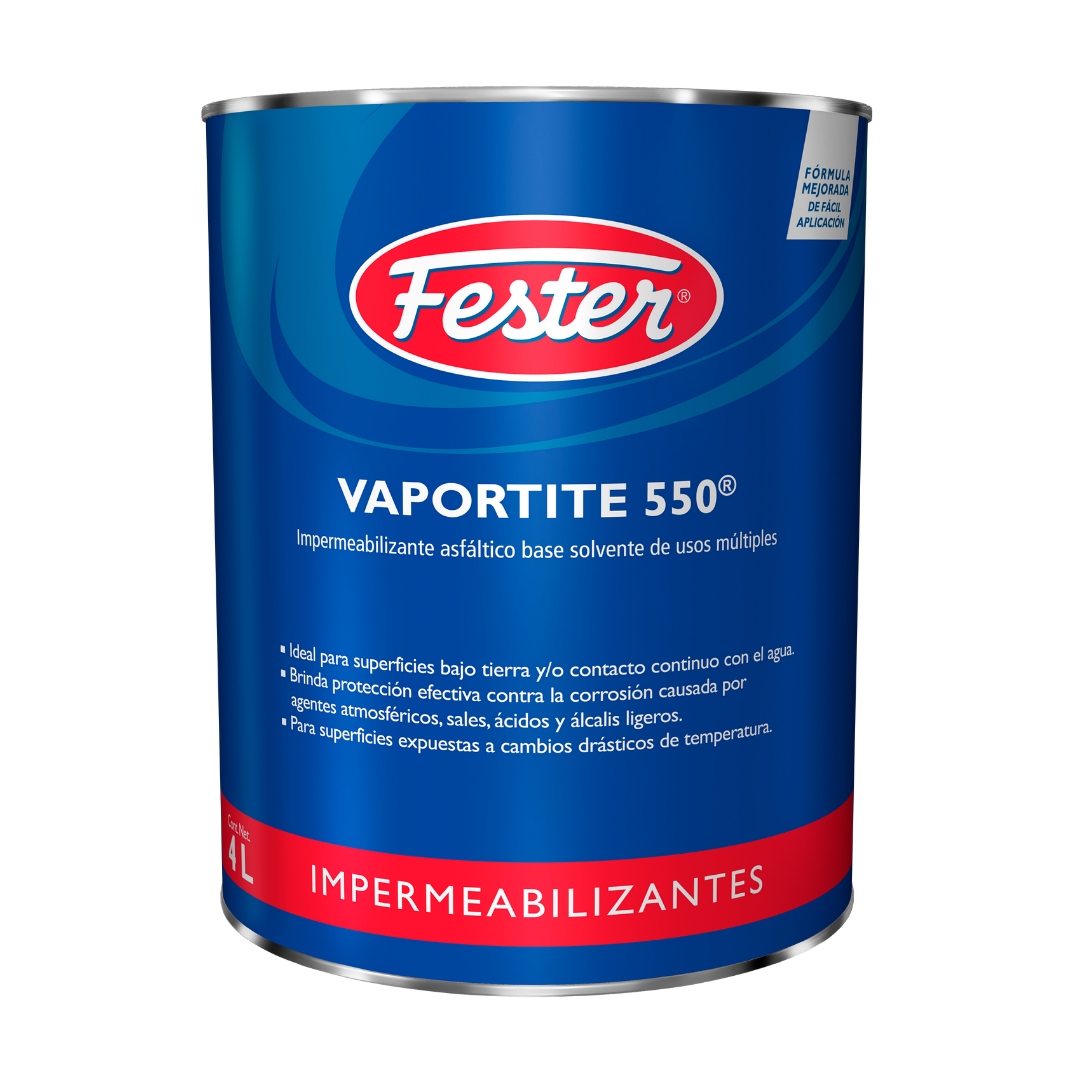 FÓRMULA
MEJORADA
DE FÁCIL
APLICACIÓN
Fester®
VAPORTITE 550®
Impermeabilizante asfáltico base solvente de usos múltiples
▪ Ideal para superficies bajo tierra y/o contacto continuo con el agua.
▪ Brinda protección efectiva contra la corrosión causada por
agentes atmosféricos, sales, ácidos y álcalis ligeros.
▪ Para superficies expuestas a cambios drásticos de temperatura.
Cont. Net.
4 L
IMPERMEABILIZANTES